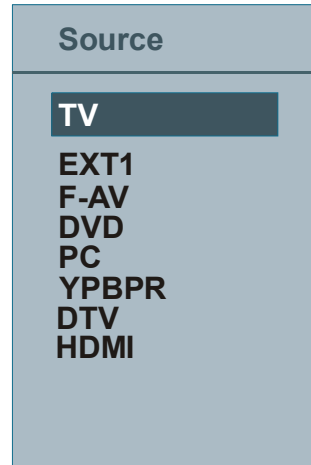 Source
TV
EXT1
F-AV
DVD
PC
YPBPR
DTV
HDMI